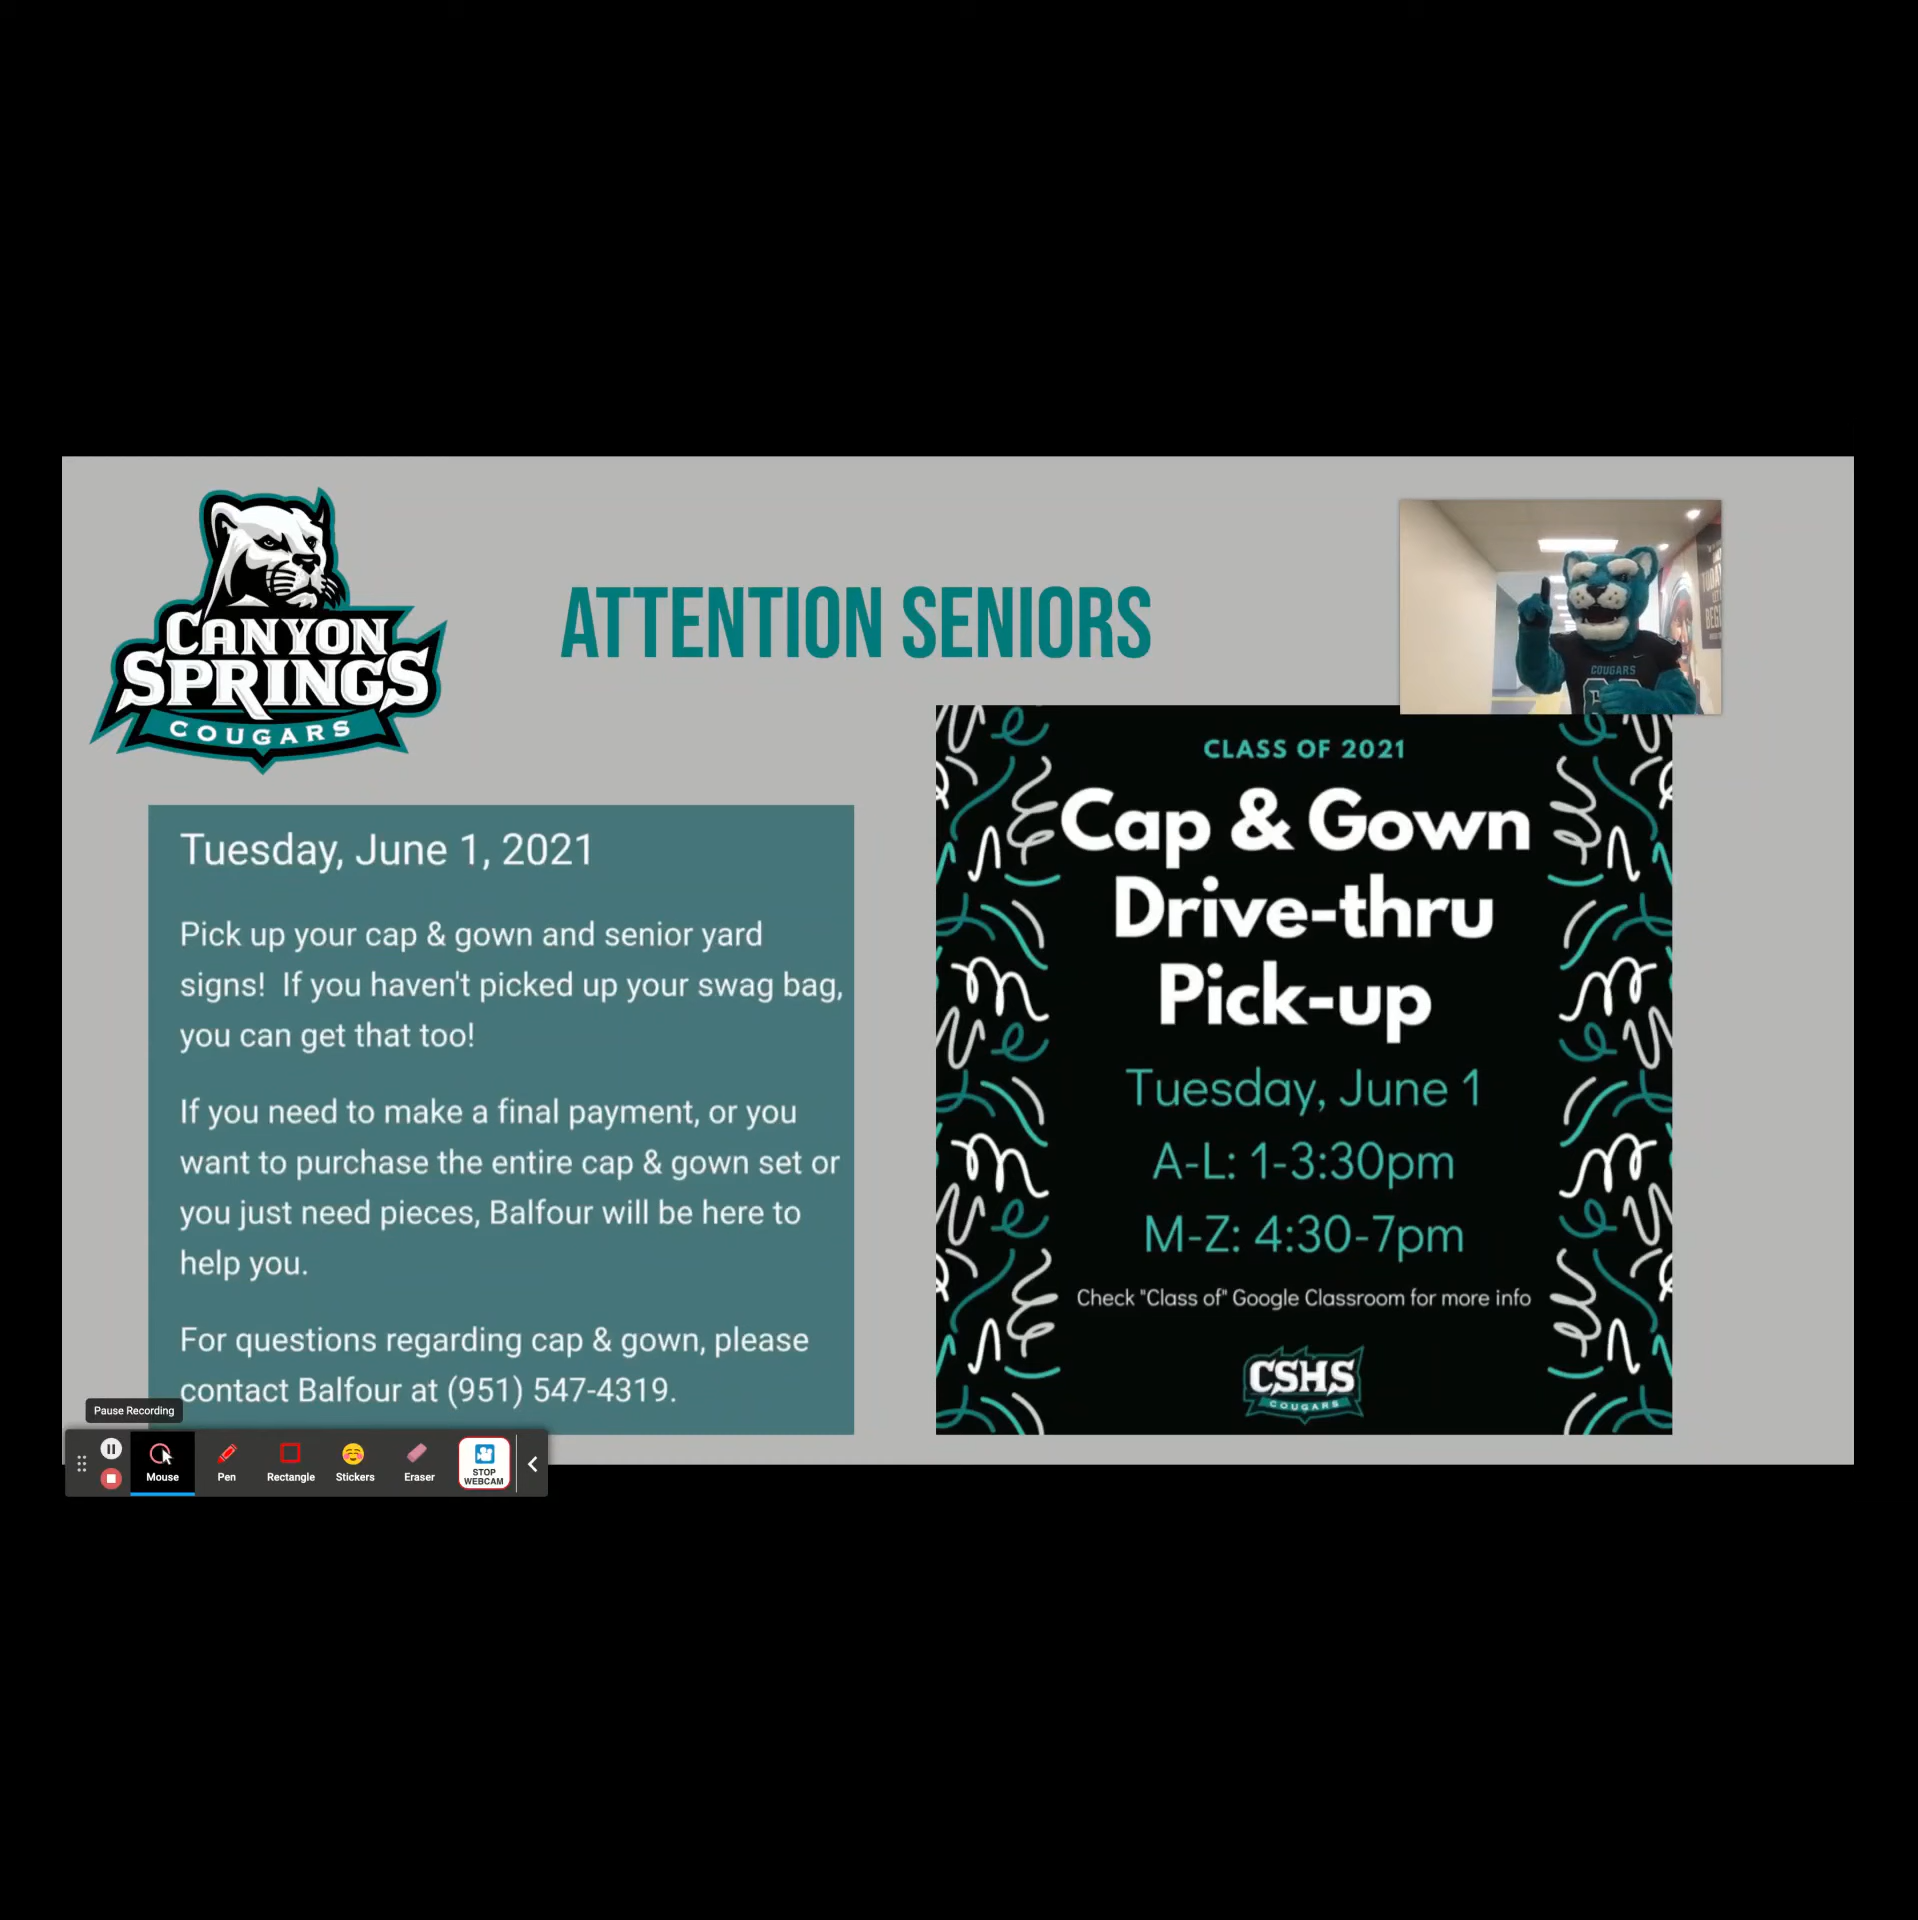 CANYON
SPRINGS
COUGARS
ATTENTION SENIORS
COUGARS
Tuesday, June 1, 2021
Pick up your cap & gown and senior yard
signs! If you haven't picked up your swag bag,
you can get that too!
If you need to make a final payment, or you
want to purchase the entire cap & gown set or
you just need pieces, Balfour will be here to
help you.
For questions regarding cap & gown, please
contact Balfour at (951) 547-4319.
CLASS OF 2021
Cap & Gown
Drive-thru
Pick-up
Tuesday, June 1
A-L: 1-3:30pm
M-Z: 4:30-7pm
Check "Class of" Google Classroom for more info
CSHS
COUGARS
Pause Recording
Mouse
Pen
Rectangle
Stickers
Eraser
STOP
WEBCAM